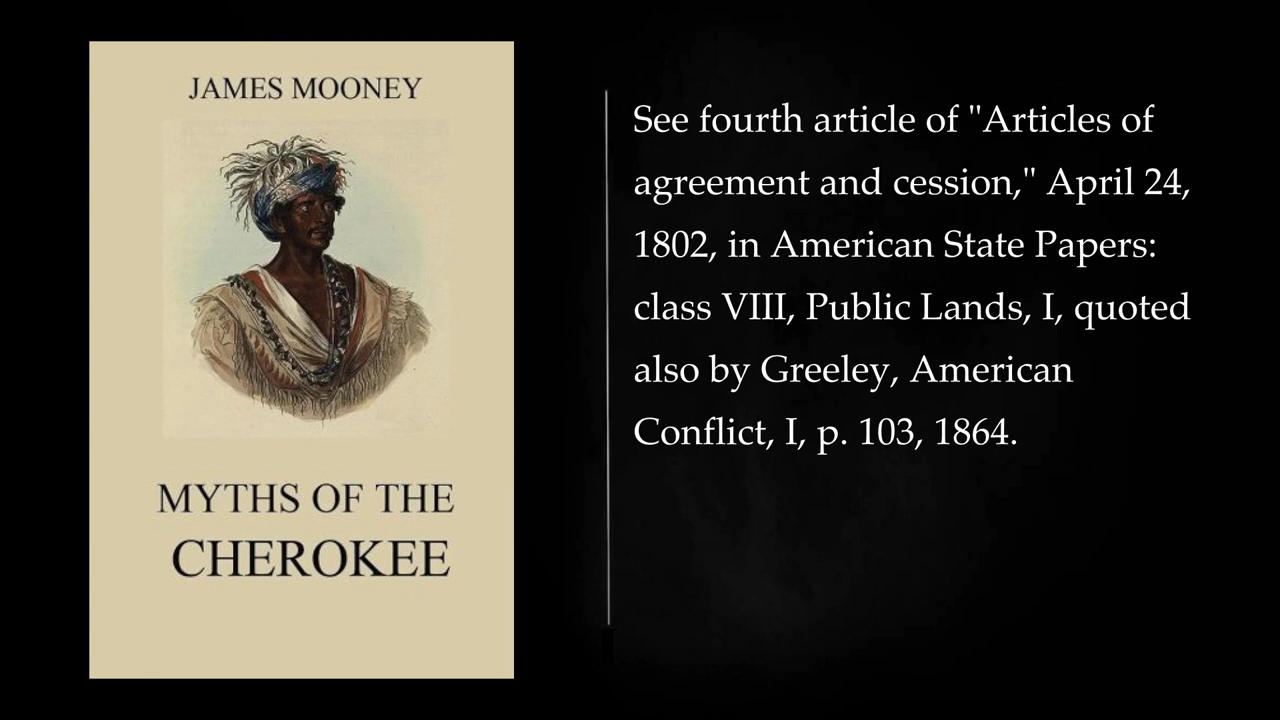 JAMES MOONEY
MYTHS OF THE
CHEROKEE
See fourth article of "Articles of
agreement and cession," April 24,
1802, in American State Papers:
class VIII, Public Lands, I, quoted
also by Greeley, American
Conflict, I, p. 103, 1864.